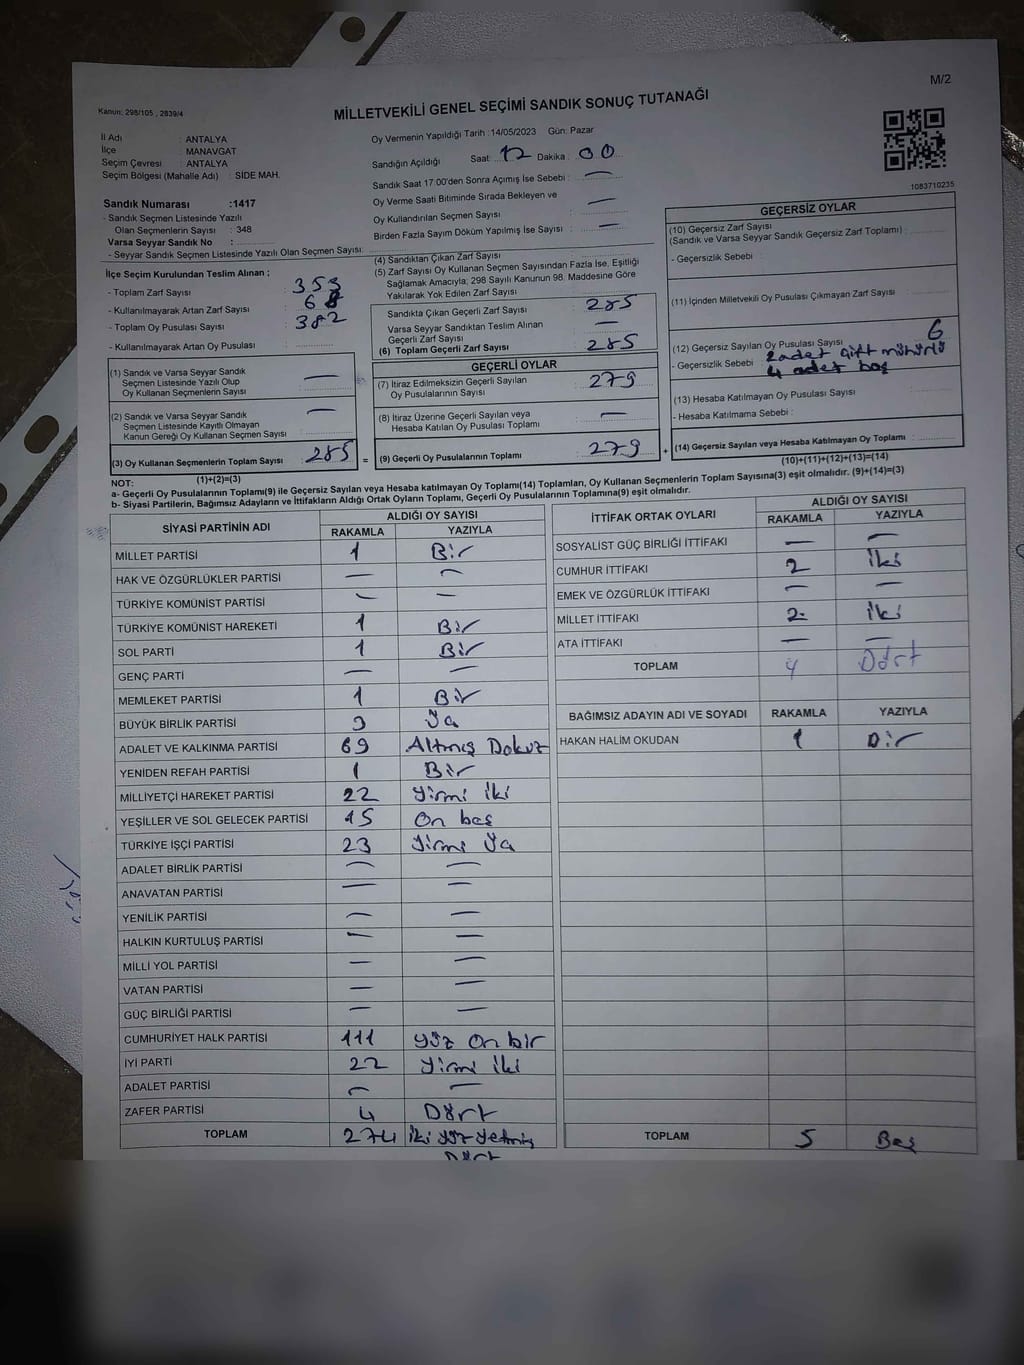 M/2
Kanun: 298/105 , 2839/4
MİLLETVEKİLİ GENEL SEÇİMİ SANDIK SONUÇ TUTANAĞI
İl Adı : ANTALYA
İlçe : MANAVGAT
Seçim Çevresi : ANTALYA
Seçim Bölgesi (Mahalle Adı) : SİDE MAH.
Sandık Numarası :1417
- Sandık Seçmen Listesinde Yazılı
Olan Seçmenlerin Sayısı : 348
Varsa Seyyar Sandık No :
- Seyyar Sandık Seçmen Listesinde Yazılı Olan Seçmen Sayısı:
İlçe Seçim Kurulundan Teslim Alınan ;
- Toplam Zarf Sayısı : 353
- Kullanılmayarak Artan Zarf Sayısı : 68
- Toplam Oy Pusulası Sayısı : 382
- Kullanılmayarak Artan Oy Pusulası :
(1) Sandık ve Varsa Seyyar Sandık —
Seçmen Listesinde Yazılı Olup
Oy Kullanan Seçmenlerin Sayısı :
(2) Sandık ve Varsa Seyyar Sandık —
Seçmen Listesinde Kayıtlı Olmayan
Kanun Gereği Oy Kullanan Seçmen Sayısı :
(3) Oy Kullanan Seçmenlerin Toplam Sayısı : 285 =
(1)+(2)=(3)
Oy Vermenin Yapıldığı Tarih :14/05/2023 Gün: Pazar
Sandığın Açıldığı Saat: 12 Dakika : 00
Sandık Saat 17:00'den Sonra Açımış İse Sebebi : —
Oy Verme Saati Bitiminde Sırada Bekleyen ve
Oy Kullandırılan Seçmen Sayısı : —
Birden Fazla Sayım Döküm Yapılmış İse Sayısı : —
(4) Sandıktan Çıkan Zarf Sayısı :
(5) Zarf Sayısı Oy Kullanan Seçmen Sayısından Fazla İse, Eşitliği
Sağlamak Amacıyla; 298 Sayılı Kanunun 98. Maddesine Göre
Yakılarak Yok Edilen Zarf Sayısı :
Sandıkta Çıkan Geçerli Zarf Sayısı : 285
Varsa Seyyar Sandıktan Teslim Alınan
Geçerli Zarf Sayısı : —
(6) Toplam Geçerli Zarf Sayısı : 285
GEÇERLİ OYLAR
(7) İtiraz Edilmeksizin Geçerli Sayılan
Oy Pusulalarının Sayısı : 279
(8) İtiraz Üzerine Geçerli Sayılan veya
Hesaba Katılan Oy Pusulası Toplamı : —
(9) Geçerli Oy Pusulalarının Toplamı : 279 +
1083710235
GEÇERSİZ OYLAR
(10) Geçersiz Zarf Sayısı
(Sandık ve Varsa Seyyar Sandık Geçersiz Zarf Toplamı) :
- Geçersizlik Sebebi :
(11) İçinden Milletvekili Oy Pusulası Çıkmayan Zarf Sayısı :
(12) Geçersiz Sayılan Oy Pusulası Sayısı : 6
- Geçersizlik Sebebi : 2 adet çift mühürlü
4 adet boş
(13) Hesaba Katılmayan Oy Pusulası Sayısı :
- Hesaba Katılmama Sebebi :
(14) Geçersiz Sayılan veya Hesaba Katılmayan Oy Toplamı :
(10)+(11)+(12)+(13)=(14)
NOT:
a- Geçerli Oy Pusulalarının Toplamı(9) ile Geçersiz Sayılan veya Hesaba katılmayan Oy Toplamı(14) Toplamları, Oy Kullanan Seçmenlerin Toplam Sayısına(3) eşit olmalıdır. (9)+(14)=(3)
b- Siyasi Partilerin, Bağımsız Adayların ve İttifakların Aldığı Ortak Oyların Toplamı, Geçerli Oy Pusulalarının Toplamına(9) eşit olmalıdır.
SİYASİ PARTİNİN ADI ALDIĞI OY SAYISI
RAKAMLA YAZIYLA
MİLLET PARTİSİ 1 Bir
HAK VE ÖZGÜRLÜKLER PARTİSİ — —
TÜRKİYE KOMÜNİST PARTİSİ — —
TÜRKİYE KOMÜNİST HAREKETİ 1 Bir
SOL PARTİ 1 Bir
GENÇ PARTİ — —
MEMLEKET PARTİSİ 1 Bir
BÜYÜK BİRLİK PARTİSİ 3
ADALET VE KALKINMA PARTİSİ 69 Altmış Dokuz
YENİDEN REFAH PARTİSİ 1 Bir
MİLLİYETÇİ HAREKET PARTİSİ 22 Yirmi iki
YEŞİLLER VE SOL GELECEK PARTİSİ 15 On beş
TÜRKİYE İŞÇİ PARTİSİ 23 Yirmi
ADALET BİRLİK PARTİSİ — —
ANAVATAN PARTİSİ — —
YENİLİK PARTİSİ — —
HALKIN KURTULUŞ PARTİSİ — —
MİLLİ YOL PARTİSİ — —
VATAN PARTİSİ — —
GÜÇ BİRLİĞİ PARTİSİ — —
CUMHURİYET HALK PARTİSİ 111 Yüz On bir
İYİ PARTİ 22 Yirmi İki
ADALET PARTİSİ — —
ZAFER PARTİSİ 4 Dört
TOPLAM 274 İki yüz yetmiş
Dört
İTTİFAK ORTAK OYLARI ALDIĞI OY SAYISI
RAKAMLA YAZIYLA
SOSYALİST GÜÇ BİRLİĞİ İTTİFAKI — —
CUMHUR İTTİFAKI 2 İki
EMEK VE ÖZGÜRLÜK İTTİFAKI — —
MİLLET İTTİFAKI 2 İki
ATA İTTİFAKI — —
TOPLAM 4 Dört
BAĞIMSIZ ADAYIN ADI VE SOYADI RAKAMLA YAZIYLA
HAKAN HALİM OKUDAN 1 Bir
TOPLAM 5 Beş